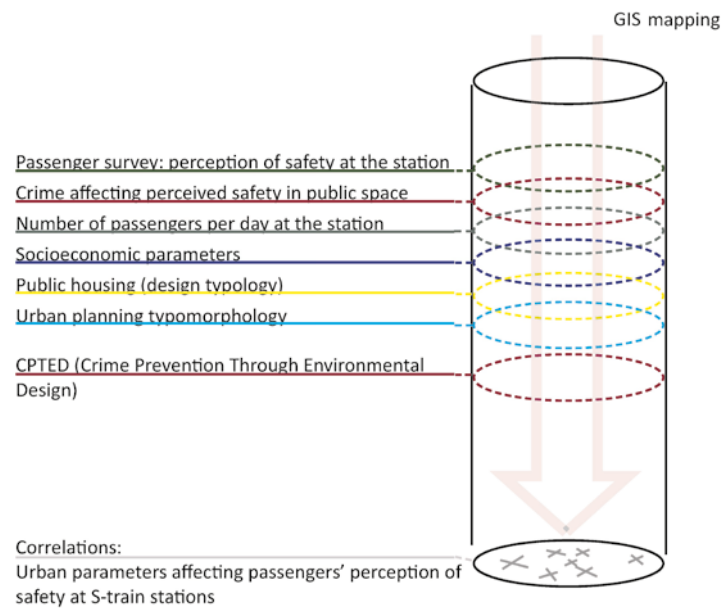 GIS mapping
Passenger survey: perception of safety at the station
Crime affecting perceived safety in public space
Number of passengers per day at the station
Socioeconomic parameters
Public housing (design typology)
Urban planning typomorphology
CPTED (Crime Prevention Through Environmental
Design)
Correlations:
Urban parameters affecting passengers’ perception of
safety at S-train stations